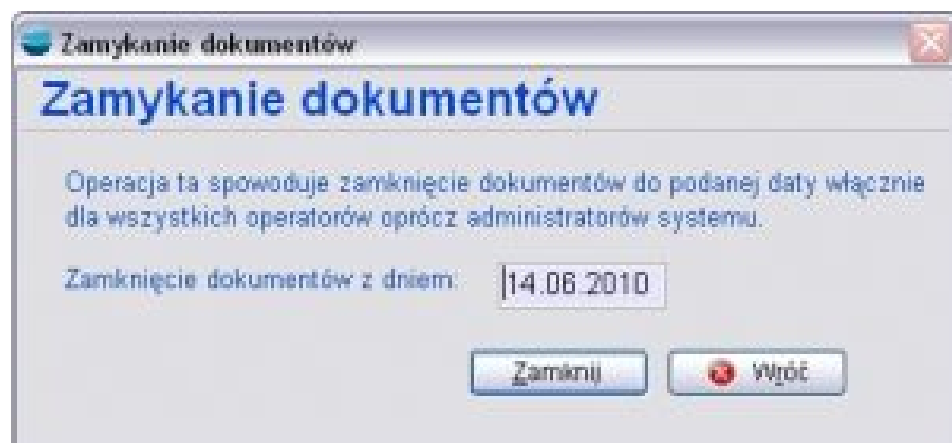 Zamykanie dokumentów
Zamykanie dokumentów
Operacja ta spowoduje zamknięcie dokumentów do podanej daty włącznie
dla wszystkich operatorów oprócz administratorów systemu.
Zamknięcie dokumentów z dniem: 14.06.2010
Zamknij Wróć